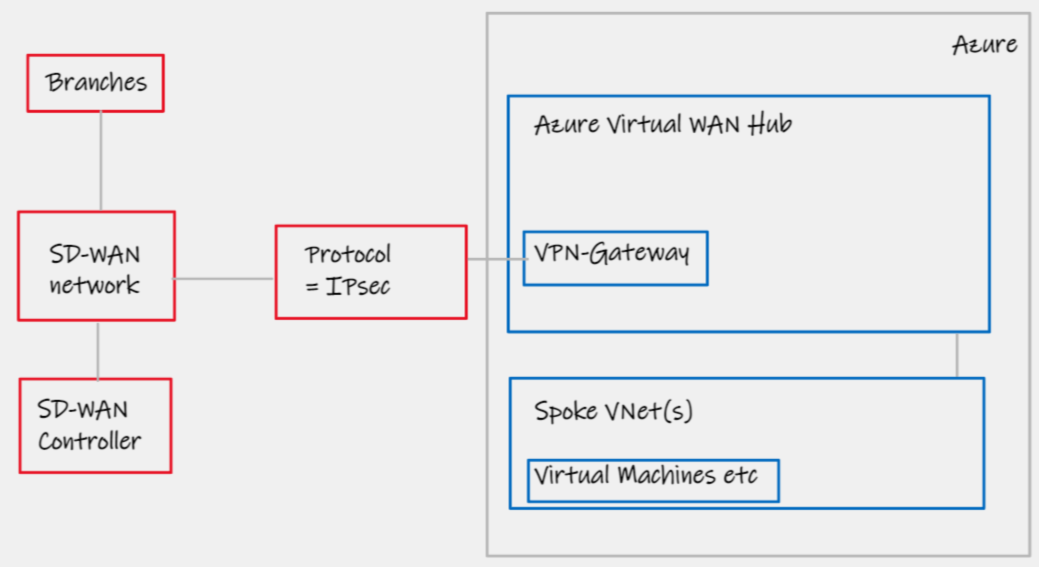 Azure
Branches
Azure Virtual WAN Hub
SD-WAN
network
Protocol
= IPsec
VPN-Gateway
SD-WAN
Controller
Spoke VNet(s)
Virtual Machines etc